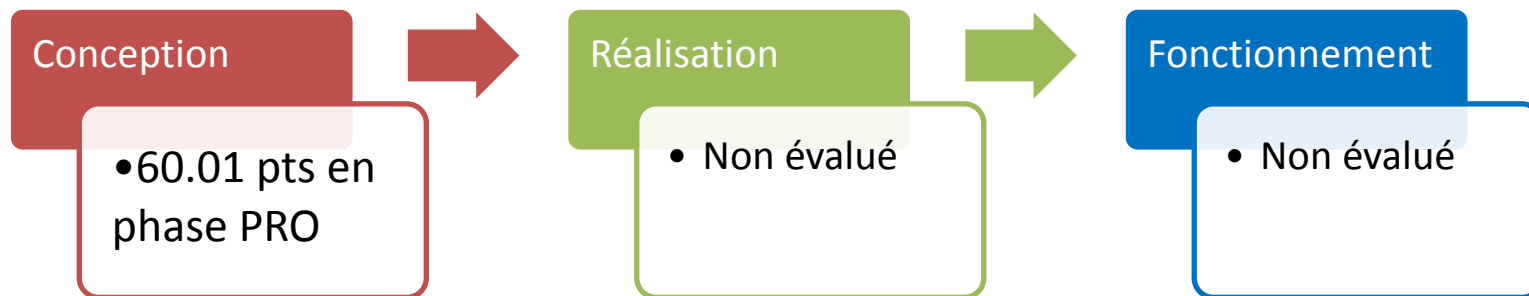 Conception
•60.01 pts en
phase PRO
Réalisation
• Non évalué
Fonctionnement
• Non évalué